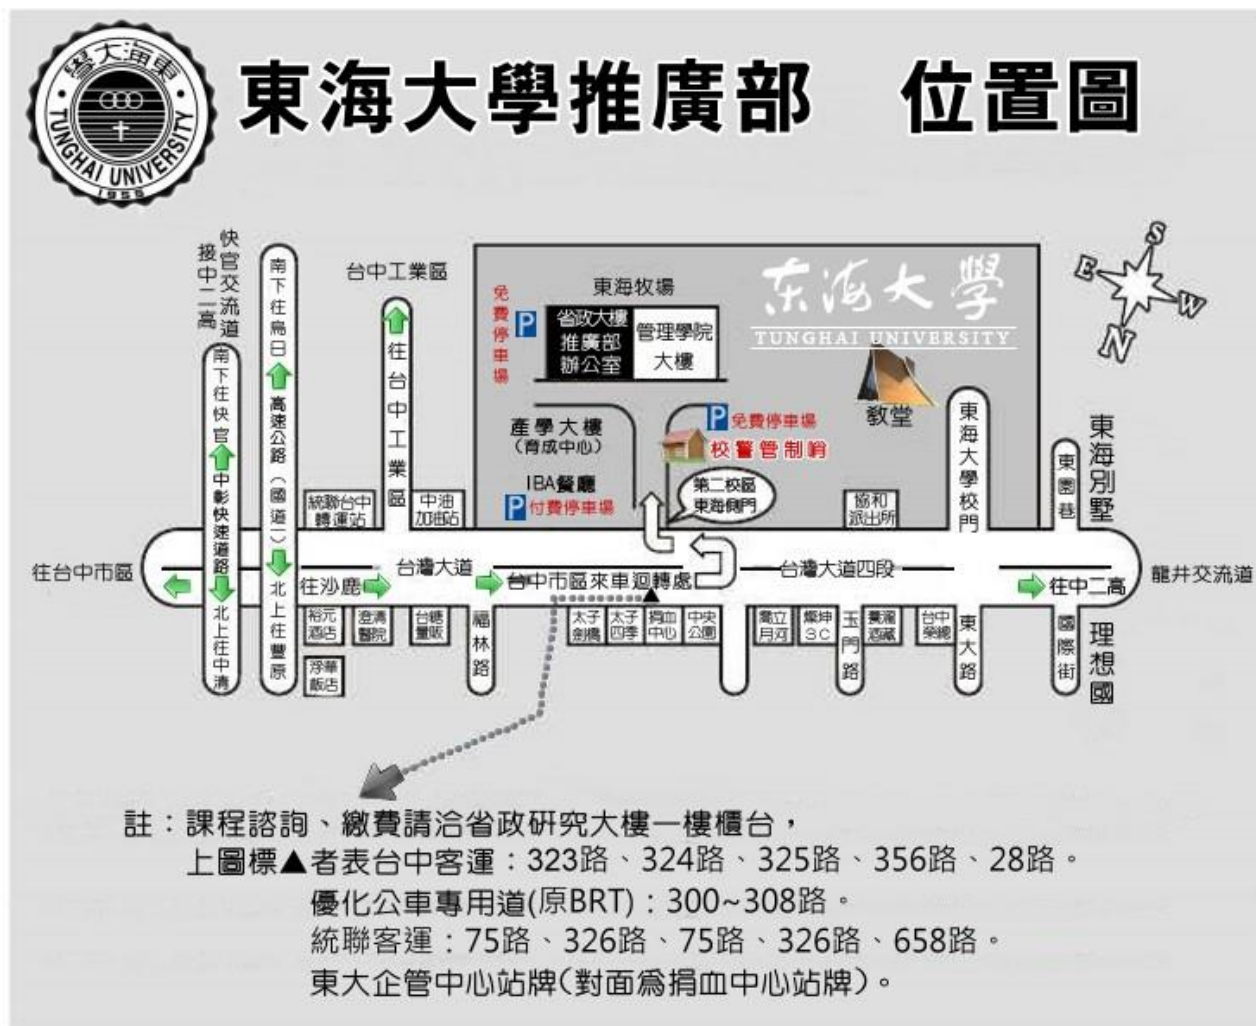 東海大學
TUNGHAI UNIVERSITY
1955
東海大學推廣部 位置圖
快官交流道
接中二高
南下往快官
中彰快速道路
北上往中清
南下往烏日
高速公路（國道一）
北上往豐原
台中工業區
往台中工業區
免費停車場
P
東海牧場
省政大樓
推廣部
辦公室
管理學院
大樓
东海大學
TUNGHAI UNIVERSITY
教堂
S
E
W
N
產學大樓
(育成中心)
P 免費停車場
校警管制哨
IBA餐廳
P 付費停車場
第二校區
東海側門
統聯台中
轉運站
中油
加油站
協和
派出所
東海大學校門
東園巷
東海別墅
往台中市區
往沙鹿
台灣大道
台中市區來車迴轉處
台灣大道四段
往中二高
龍井交流道
裕元
酒店
澄清
醫院
台糖
量販
福林路
太子
劍橋
太子
四季
捐血
中心
中央
公園
喬立
月河
燦坤
3C
玉門路
酒藏
台中
榮總
東大路
國際街
理想國
浮華
飯店
註：課程諮詢、繳費請洽省政研究大樓一樓櫃台，
上圖標▲者表台中客運：323路、324路、325路、356路、28路。
優化公車專用道(原BRT)：300~308路。
統聯客運：75路、326路、75路、326路、658路。
東大企管中心站牌(對面為捐血中心站牌)。